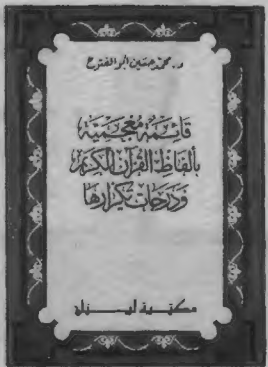 د. محمد حسين أبو الفتوح
قائمة معجمية
بألفاظ القرآن الكريم
ودرجات تكرارها
مكتبة لبنان